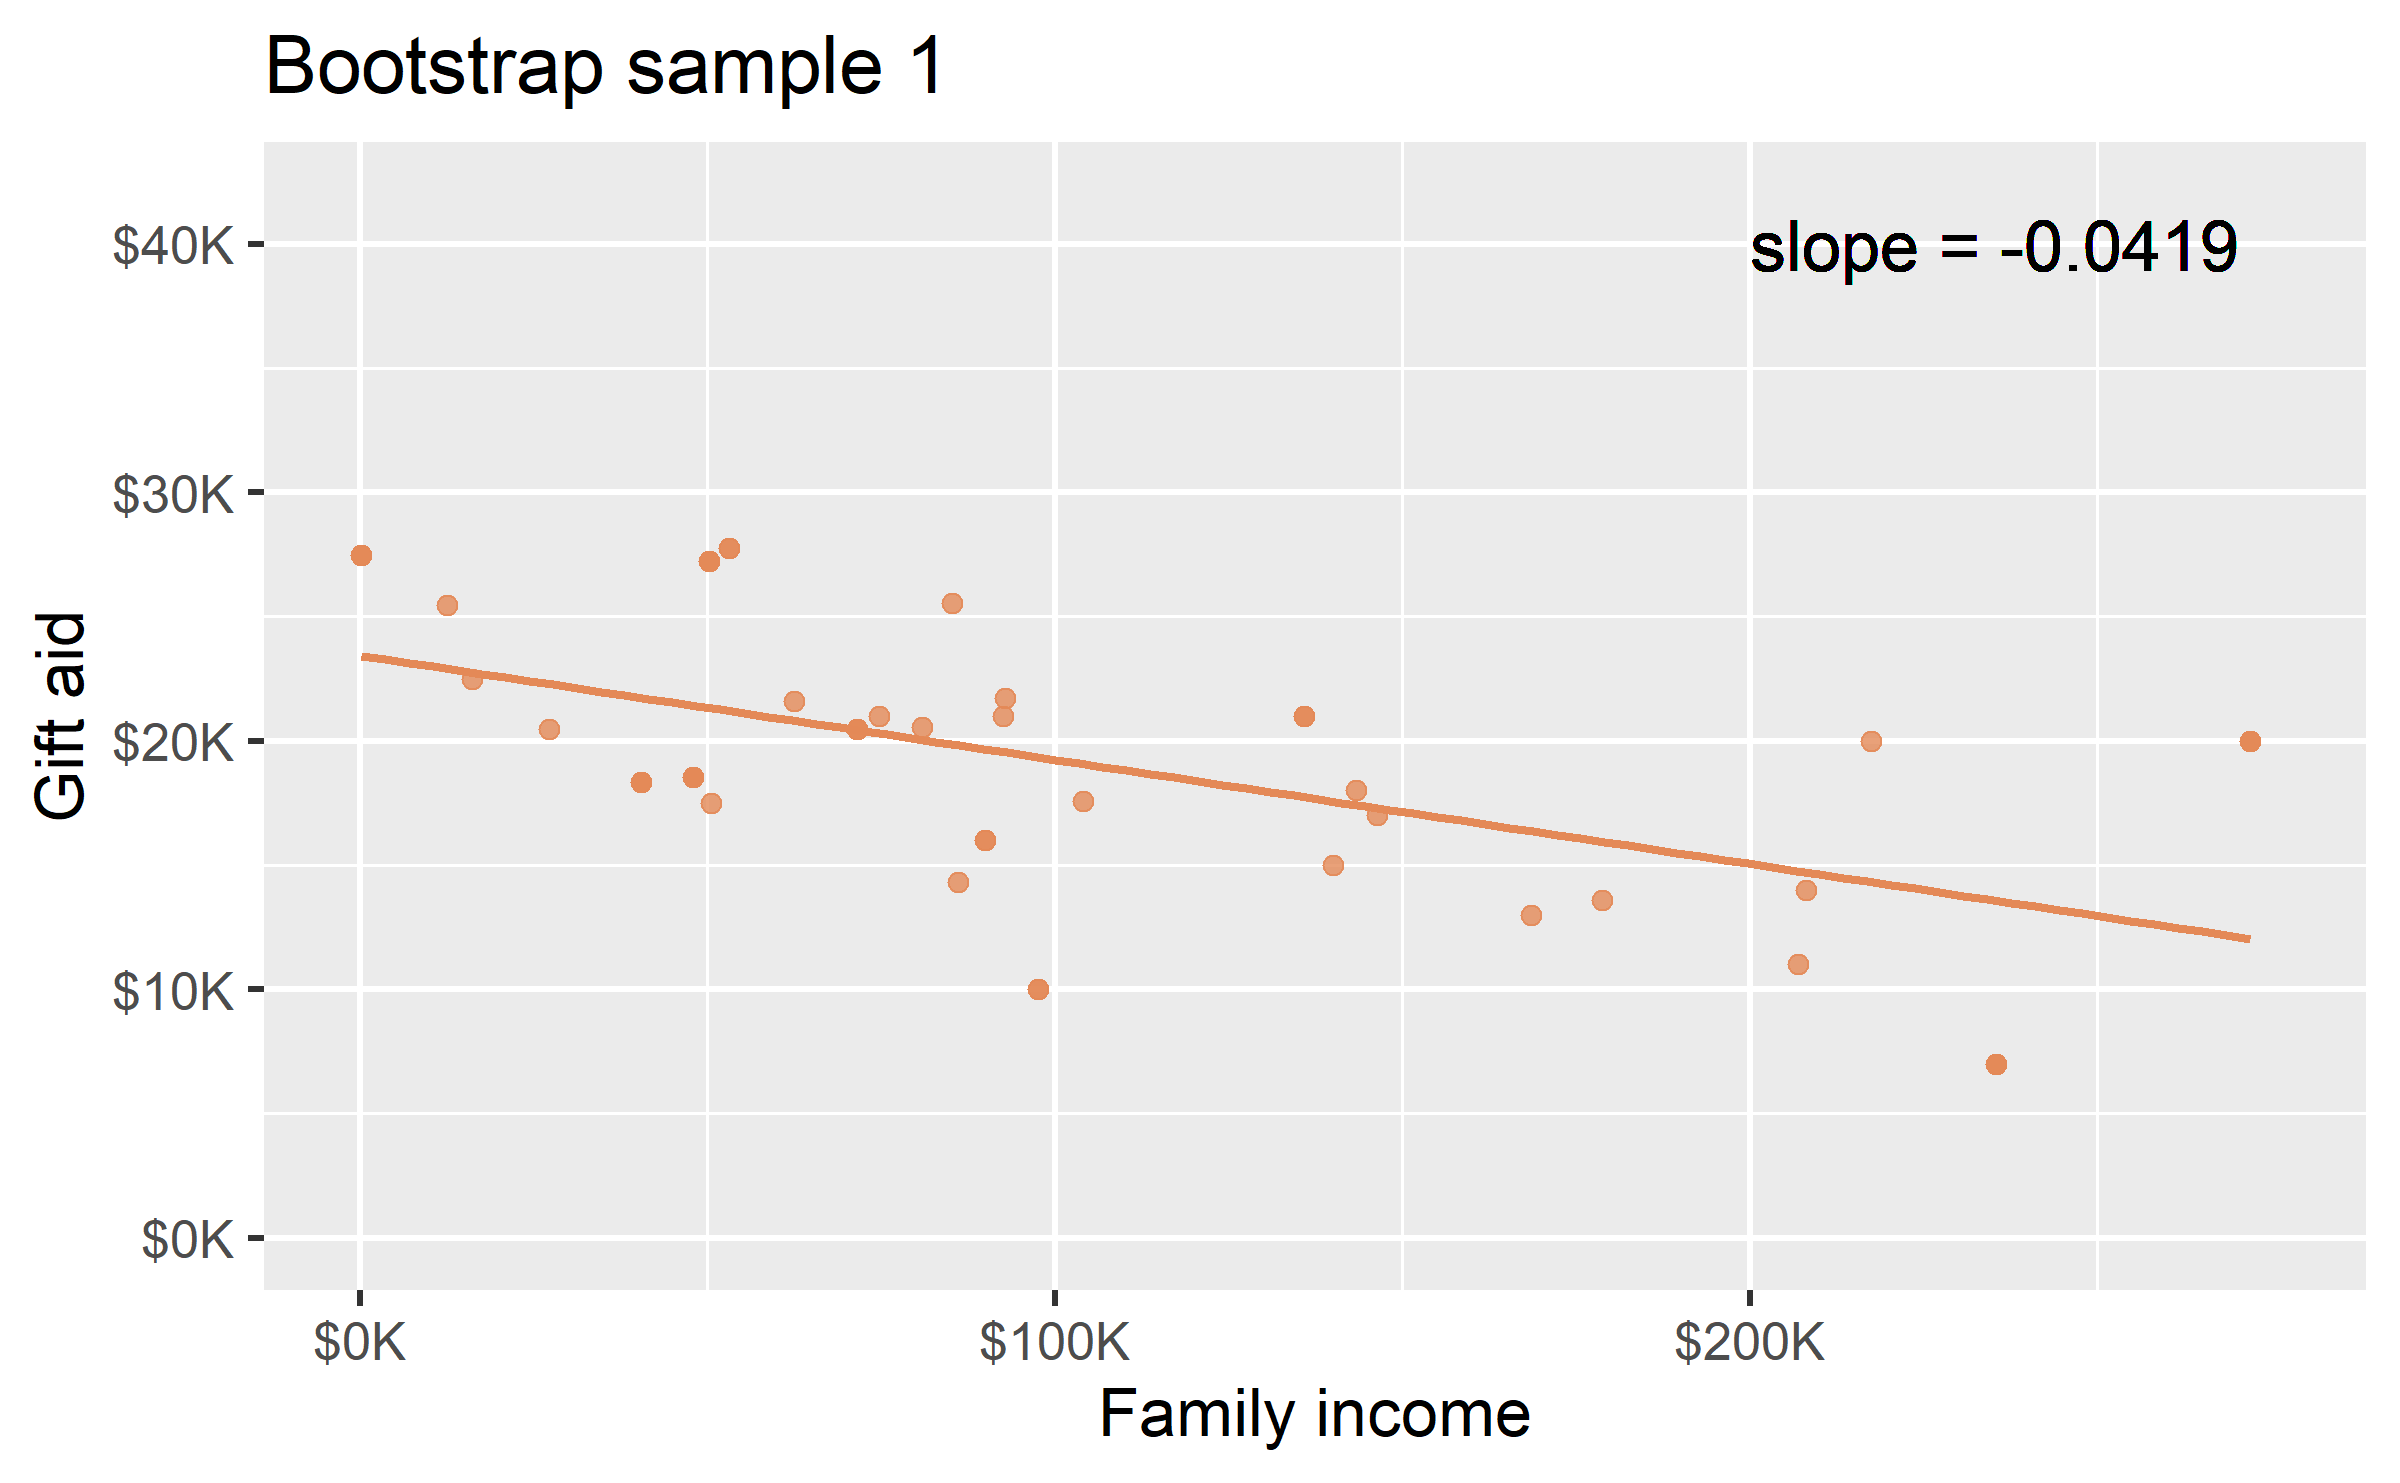 Bootstrap sample 1
slope = -0.0419
$40K
$30K
$20K
$10K
$0K
Gift aid
$0K
$100K
$200K
Family income